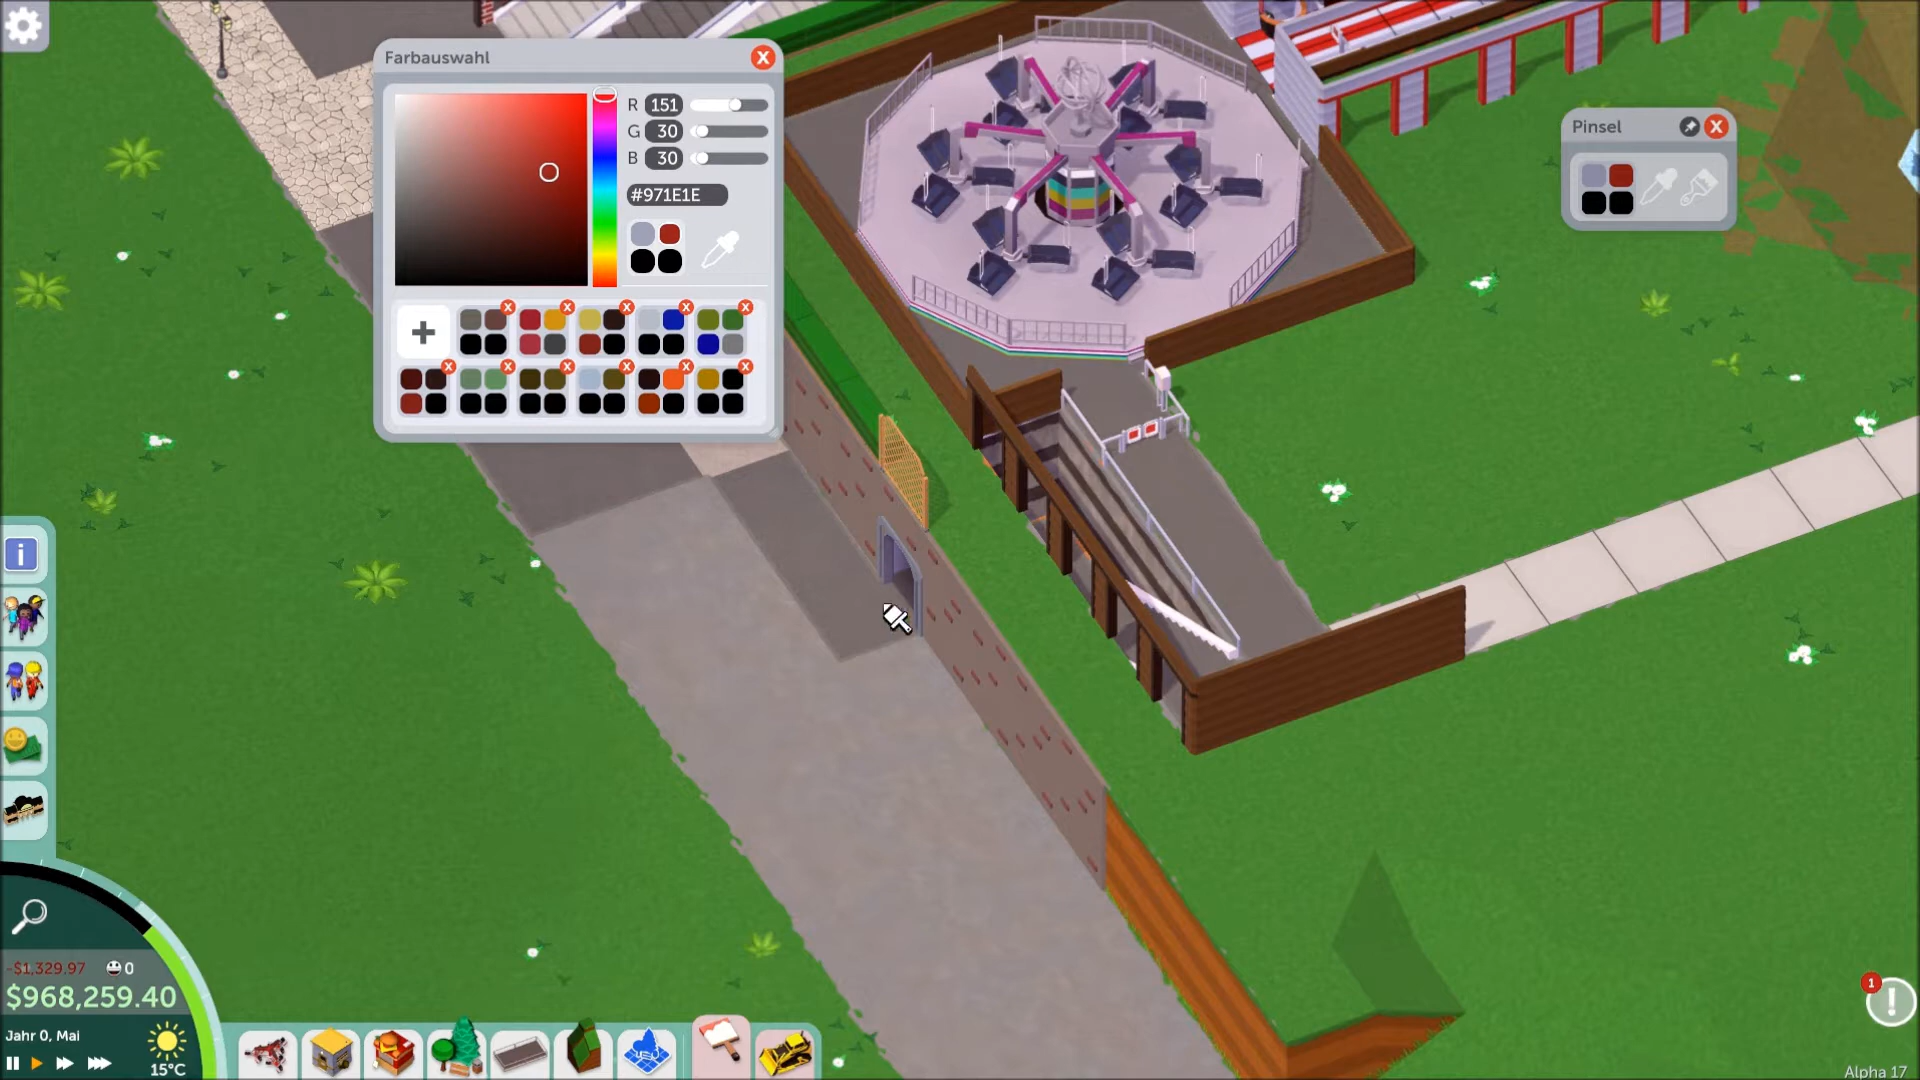 Farbauswahl
R 151
G 30
B 30
#971E1E
Pinsel
-$1,329.97 0
$968,259.40
Jahr 0, Mai
15°C
1
Alpha 17